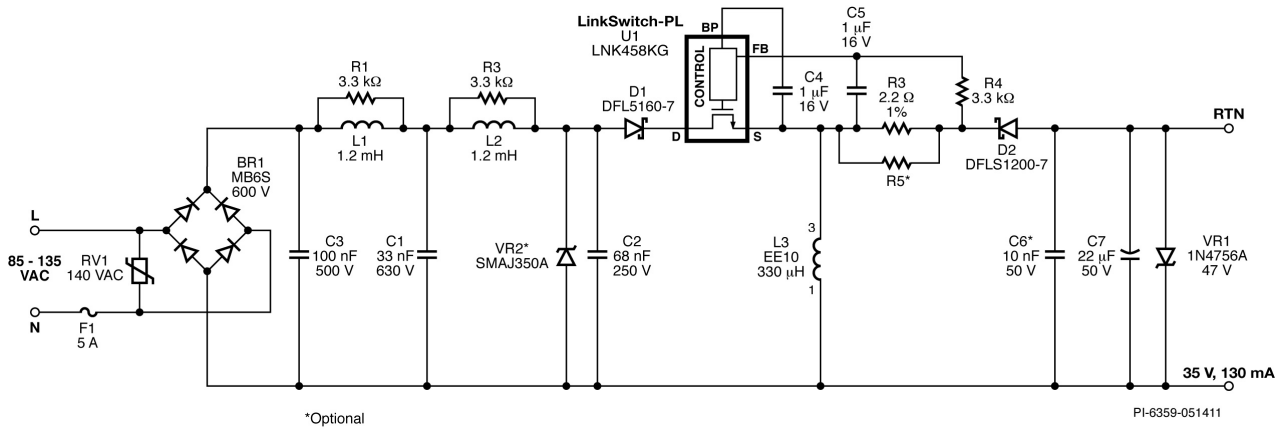 LinkSwitch-PL
U1
LNK458KG
BP
FB
CONTROL
D
S
C5
1 µF
16 V
R1
3.3 kΩ
R3
3.3 kΩ
D1
DFL5160-7
C4
1 µF
16 V
R3
2.2 Ω
1%
R4
3.3 kΩ
RTN
L1
1.2 mH
L2
1.2 mH
R5*
D2
DFLS1200-7
BR1
MB6S
600 V
L
85 - 135
VAC
RV1
140 VAC
N
F1
5 A
C3
100 nF
500 V
C1
33 nF
630 V
VR2*
SMAJ350A
C2
68 nF
250 V
3
L3
EE10
330 µH
1
C6*
10 nF
50 V
C7
22 µF
50 V
VR1
1N4756A
47 V
35 V, 130 mA
*Optional
PI-6359-051411